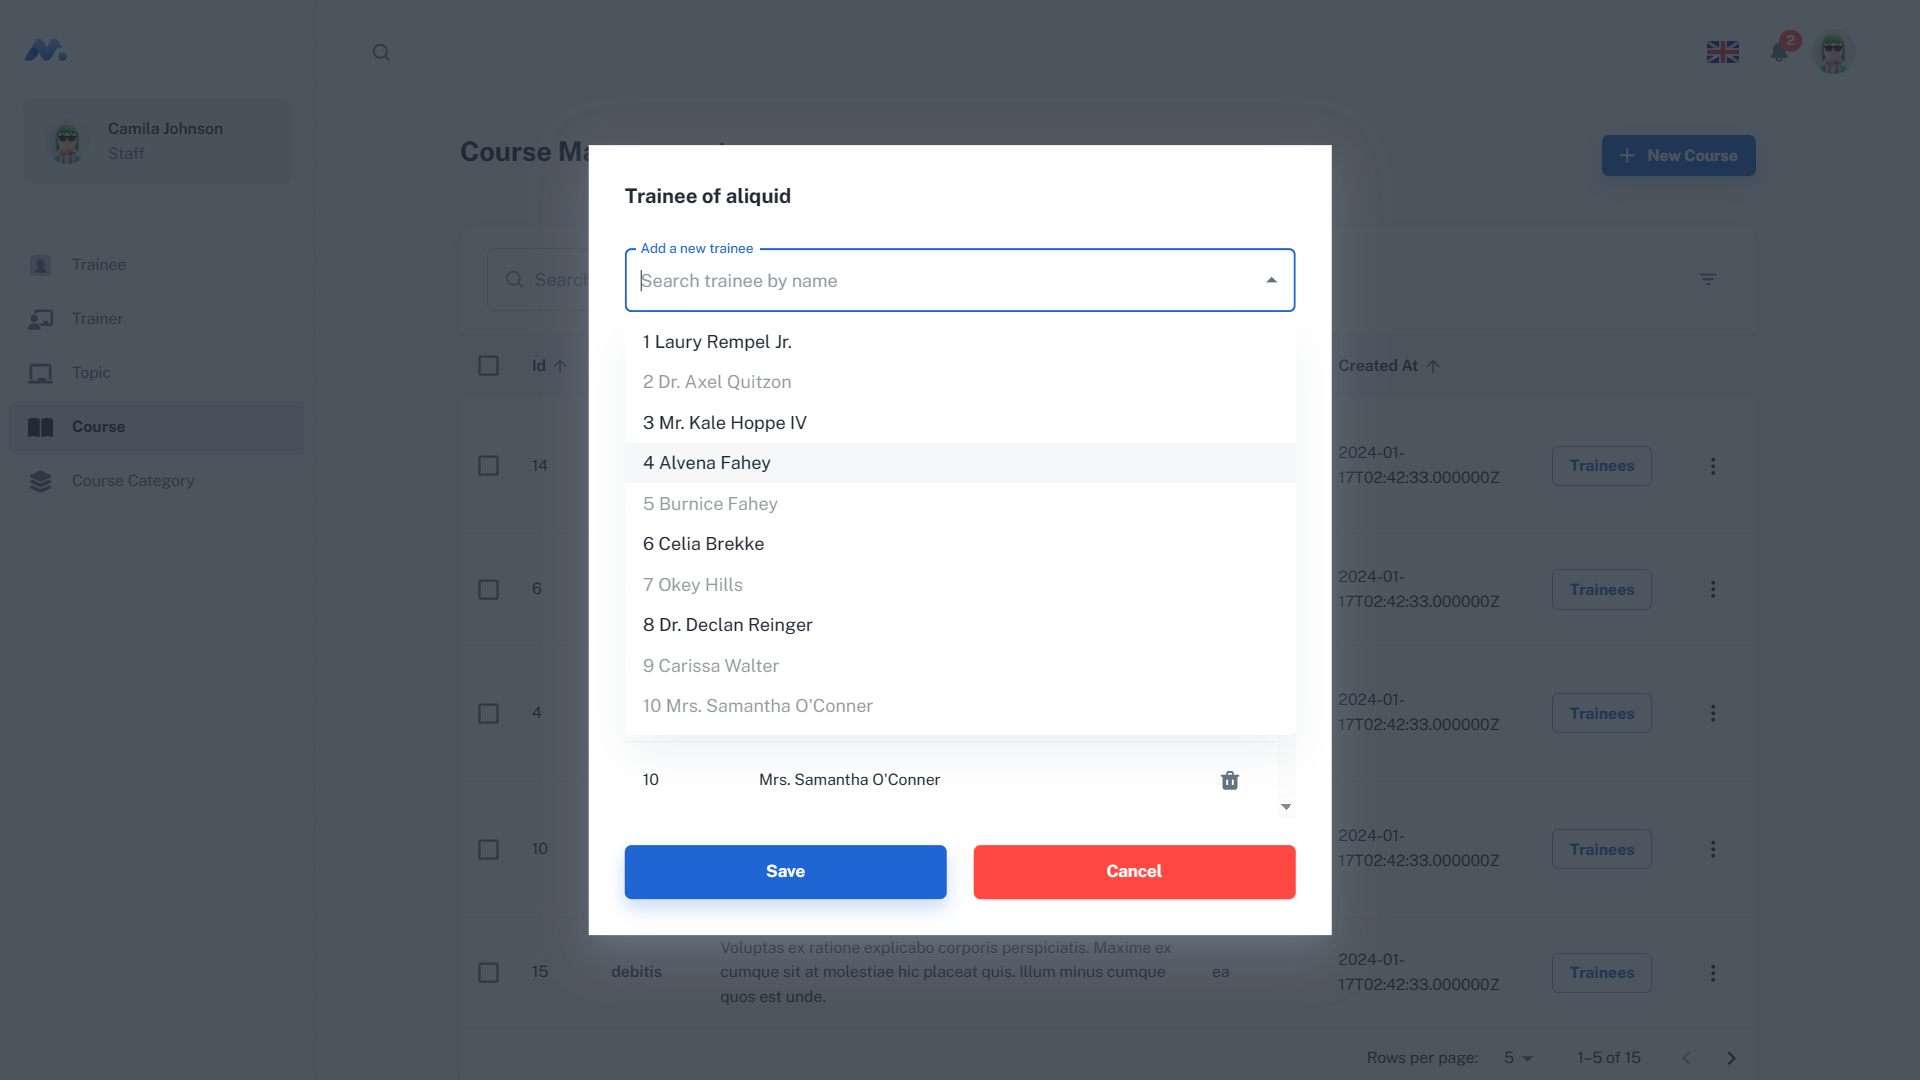 2
Camila Johnson
Staff
Course Ma
New Course
Trainee of aliquid
Add a new trainee
Search trainee by name
Search
Trainee
Trainer
Topic
Course
Course Category
1 Laury Rempel Jr.
2 Dr. Axel Quitzon
3 Mr. Kale Hoppe IV
4 Alvena Fahey
5 Burnice Fahey
6 Celia Brekke
7 Okey Hills
8 Dr. Declan Reinger
9 Carissa Walter
10 Mrs. Samantha O'Conner
10 Mrs. Samantha O'Conner
Save Cancel
Id Created At
14 2024-01-
17T02:42:33.000000Z Trainees
6 2024-01-
17T02:42:33.000000Z Trainees
4 2024-01-
17T02:42:33.000000Z Trainees
10 2024-01-
17T02:42:33.000000Z Trainees
Voluptas ex ratione explicabo corporis perspiciatis. Maxime ex
15 debitis cumque sit at molestiae hic placeat quis. Illum minus cumque ea
quos est unde.
2024-01-
17T02:42:33.000000Z Trainees
Rows per page: 5 1–5 of 15